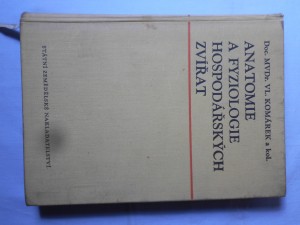 Doc. MVDr. VL. KOMÁREK a kol.
ANATOMIE
A FYZIOLOGIE
HOSPODÁŘSKÝCH
ZVÍŘAT
STÁTNÍ ZEMĚDĚLSKÉ NAKLADATELSTVÍ